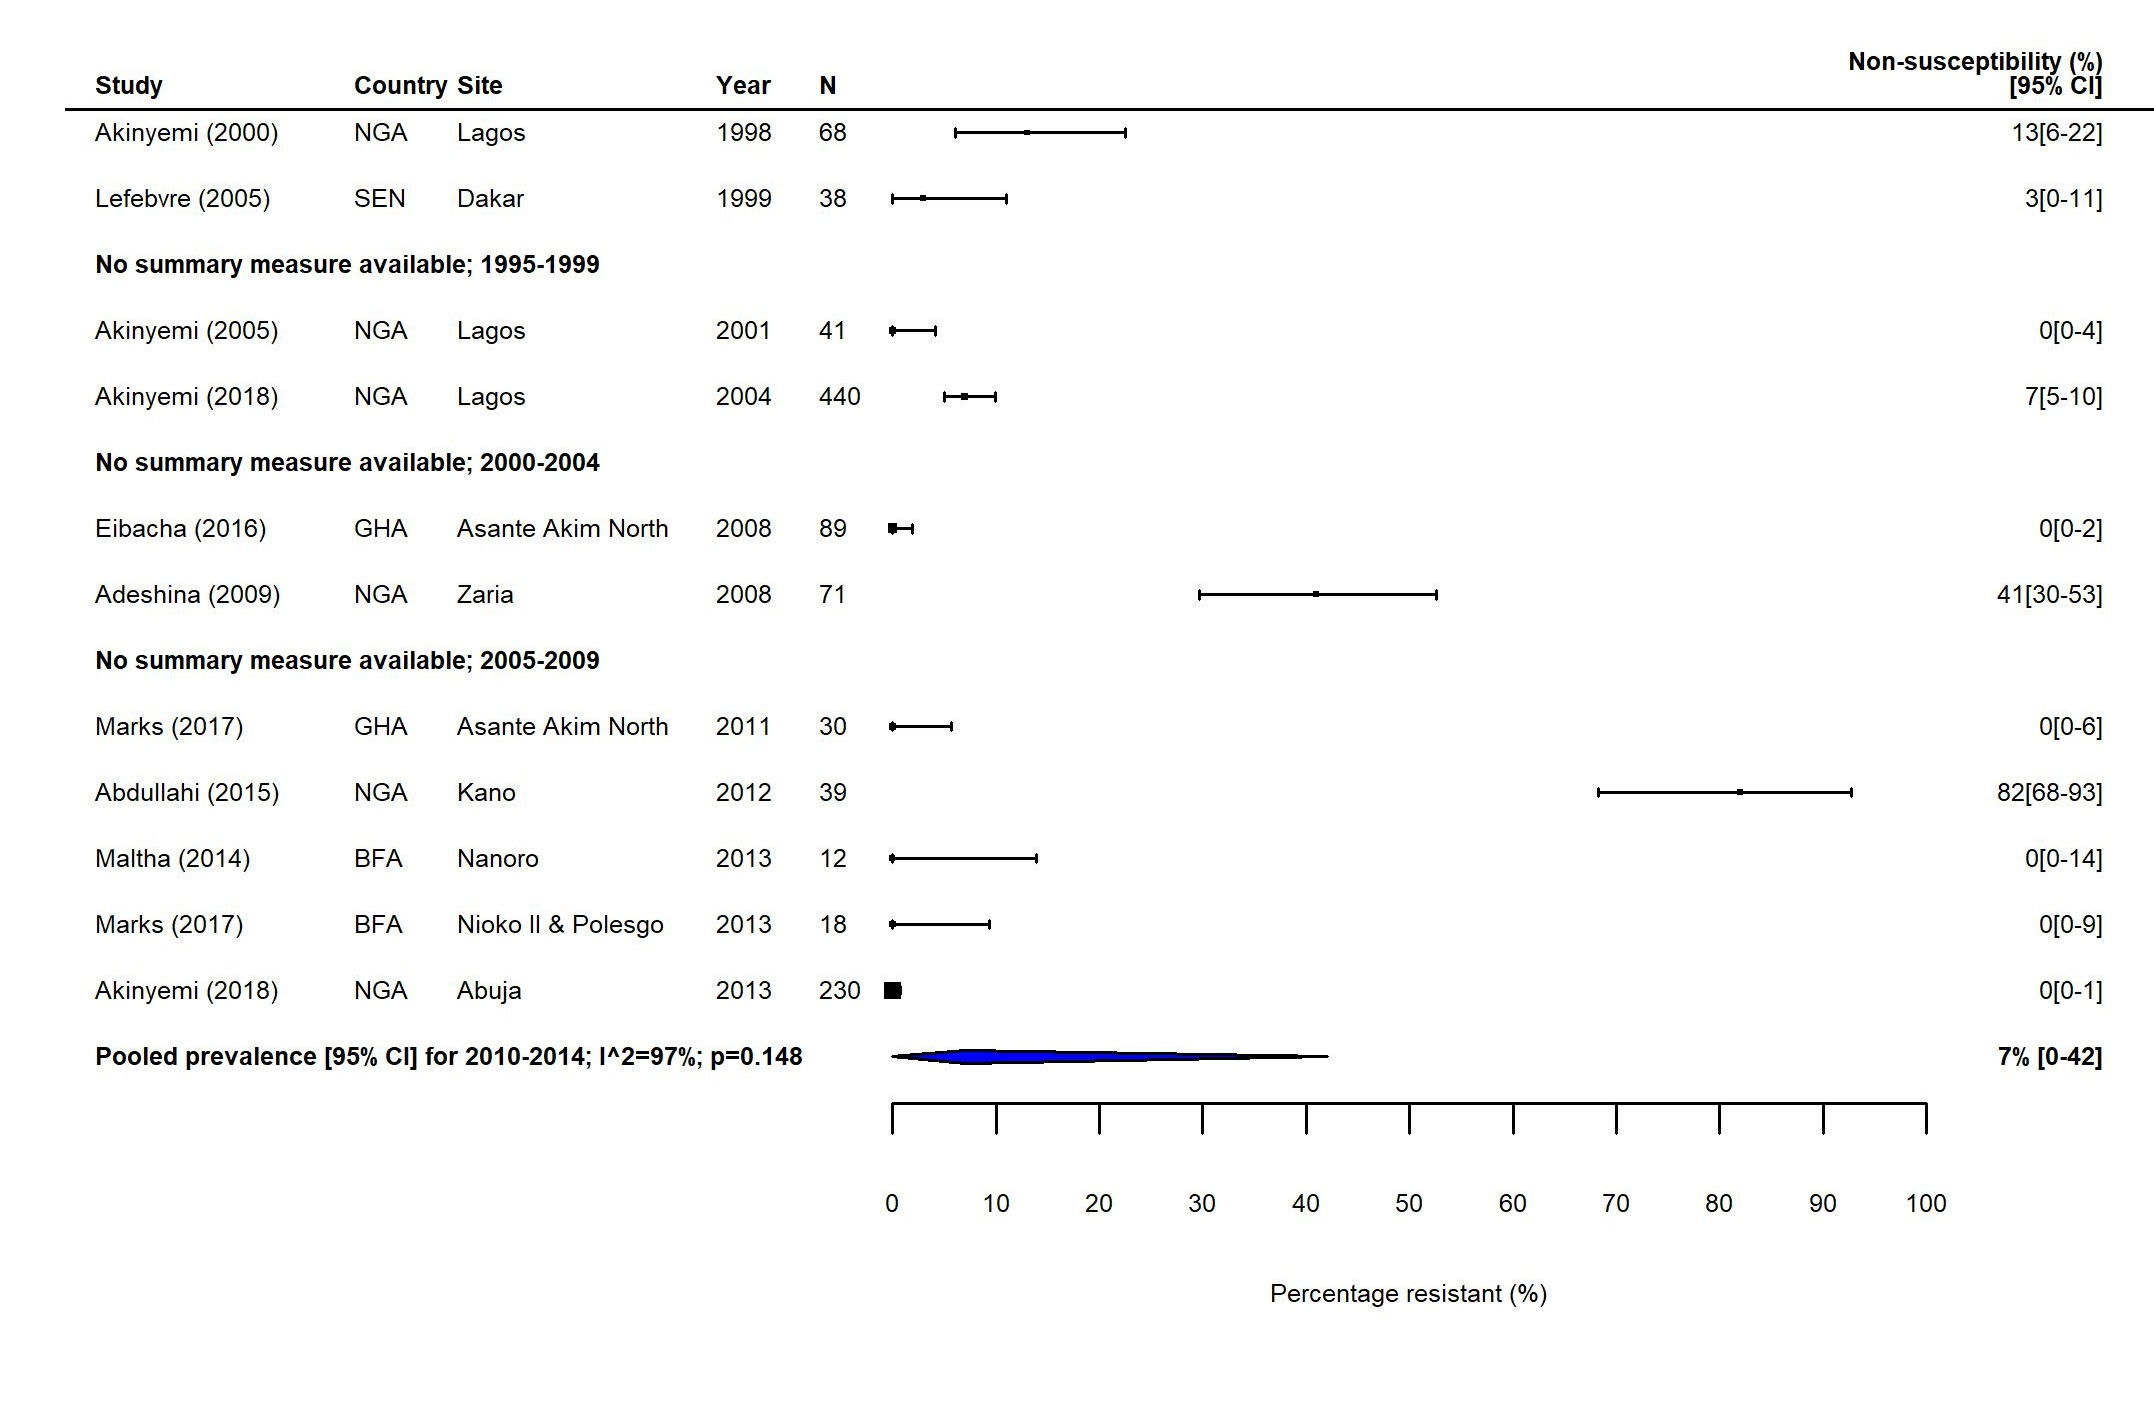 Non-susceptibility (%)
Study Country Site Year N [95% CI]
Akinyemi (2000) NGA Lagos 1998 68 13[6-22]
Lefebvre (2005) SEN Dakar 1999 38 3[0-11]
No summary measure available; 1995-1999
Akinyemi (2005) NGA Lagos 2001 41 0[0-4]
Akinyemi (2018) NGA Lagos 2004 440 7[5-10]
No summary measure available; 2000-2004
Eibacha (2016) GHA Asante Akim North 2008 89 0[0-2]
Adeshina (2009) NGA Zaria 2008 71 41[30-53]
No summary measure available; 2005-2009
Marks (2017) GHA Asante Akim North 2011 30 0[0-6]
Abdullahi (2015) NGA Kano 2012 39 82[68-93]
Maltha (2014) BFA Nanoro 2013 12 0[0-14]
Marks (2017) BFA Nioko II & Polesgo 2013 18 0[0-9]
Akinyemi (2018) NGA Abuja 2013 230 0[0-1]
Pooled prevalence [95% CI] for 2010-2014; I^2=97%; p=0.148 7% [0-42]
0 10 20 30 40 50 60 70 80 90 100
Percentage resistant (%)